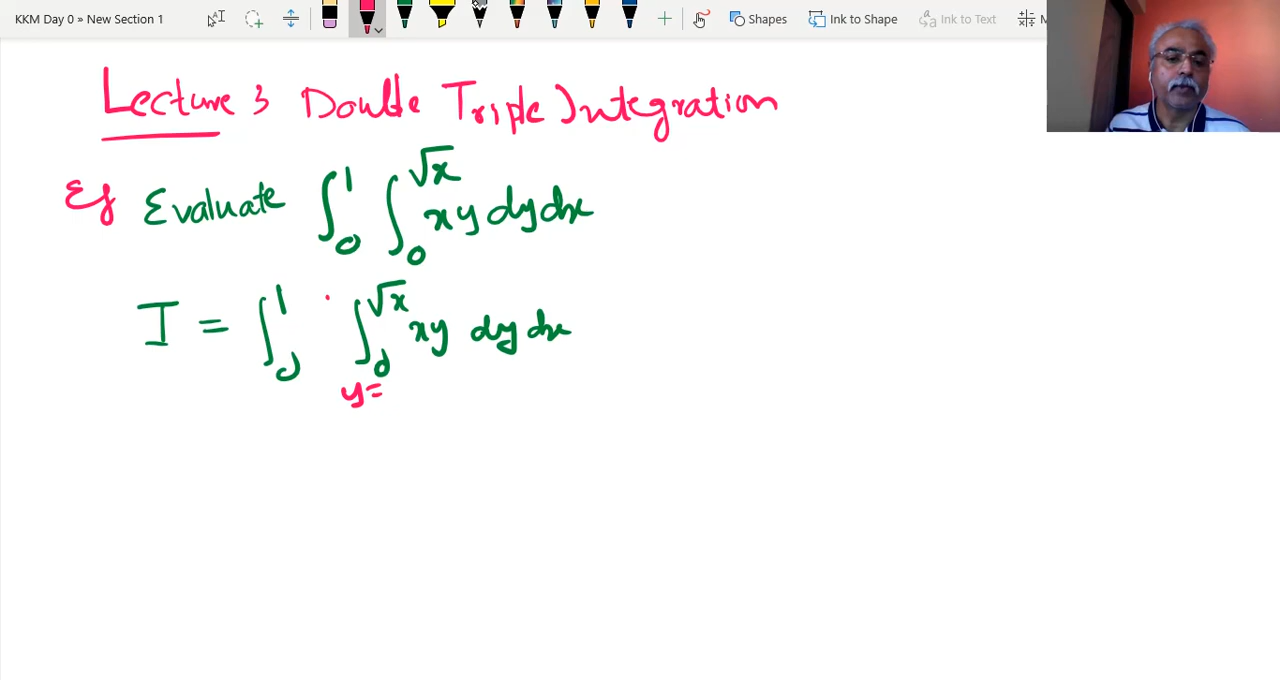 KKM Day 0 » New Section 1
Shapes
Ink to Shape
Ink to Text
M
Lecture 3 Double Triple Integration
Eg Evaluate ∫₀¹ ∫₀^√x xy dy dx
I = ∫₀¹ ∫₀^√x xy dy dx
y=